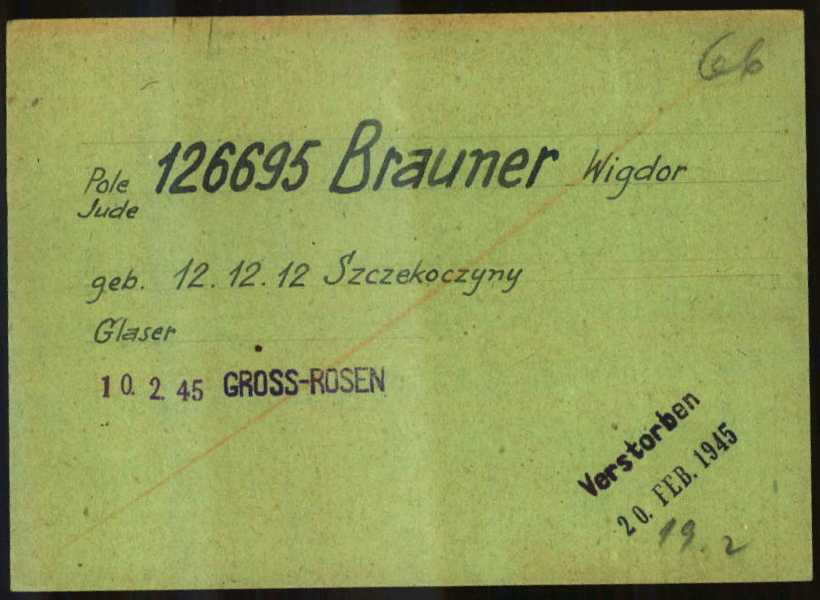 Pole 126695 Brauner Wigdor
Jude
geb. 12.12.12 Szczekoczyny
Glaser
10. 2. 45 GROSS-ROSEN
Verstorben
20. FEB. 1945
19. 2